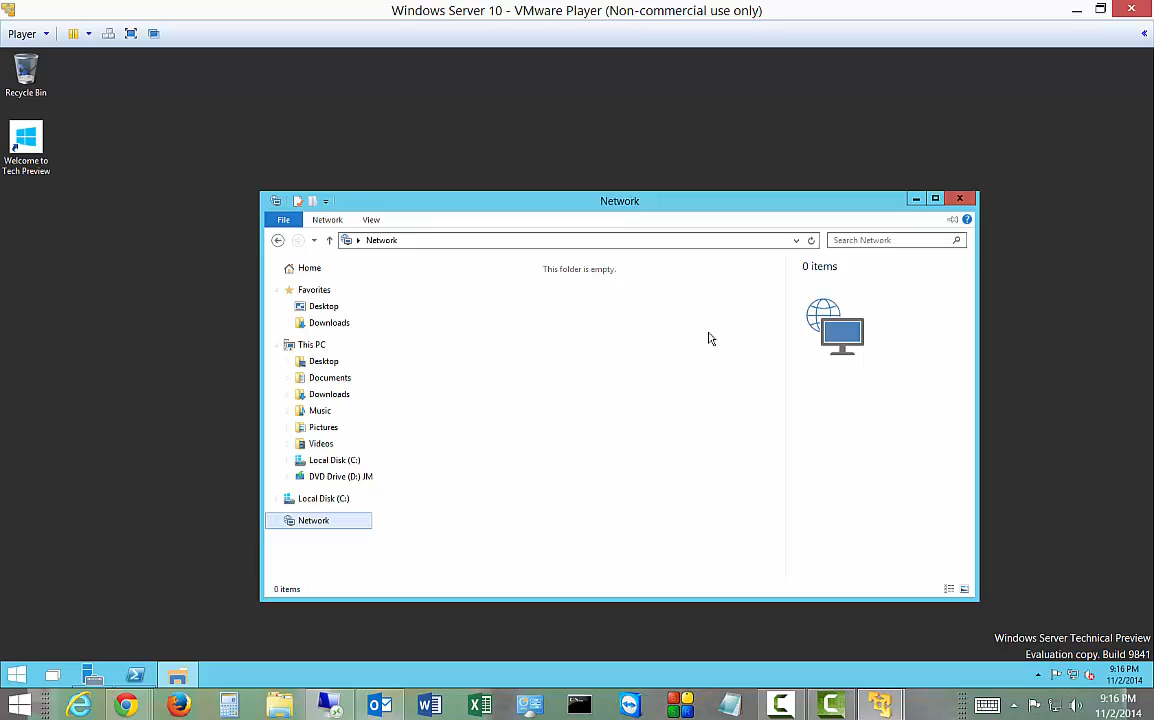 Windows Server 10 - VMware Player (Non-commercial use only)
Player
Recycle Bin
Welcome to
Tech Preview
Network
File
Network
View
Network
Search Network
Home
Favorites
Desktop
Downloads
This PC
Desktop
Documents
Downloads
Music
Pictures
Videos
Local Disk (C:)
DVD Drive (D:) JM
Local Disk (C:)
Network
This folder is empty.
0 items
0 items
Windows Server Technical Preview
Evaluation copy. Build 9841
9:16 PM
11/2/2014
9:16 PM
11/2/2014